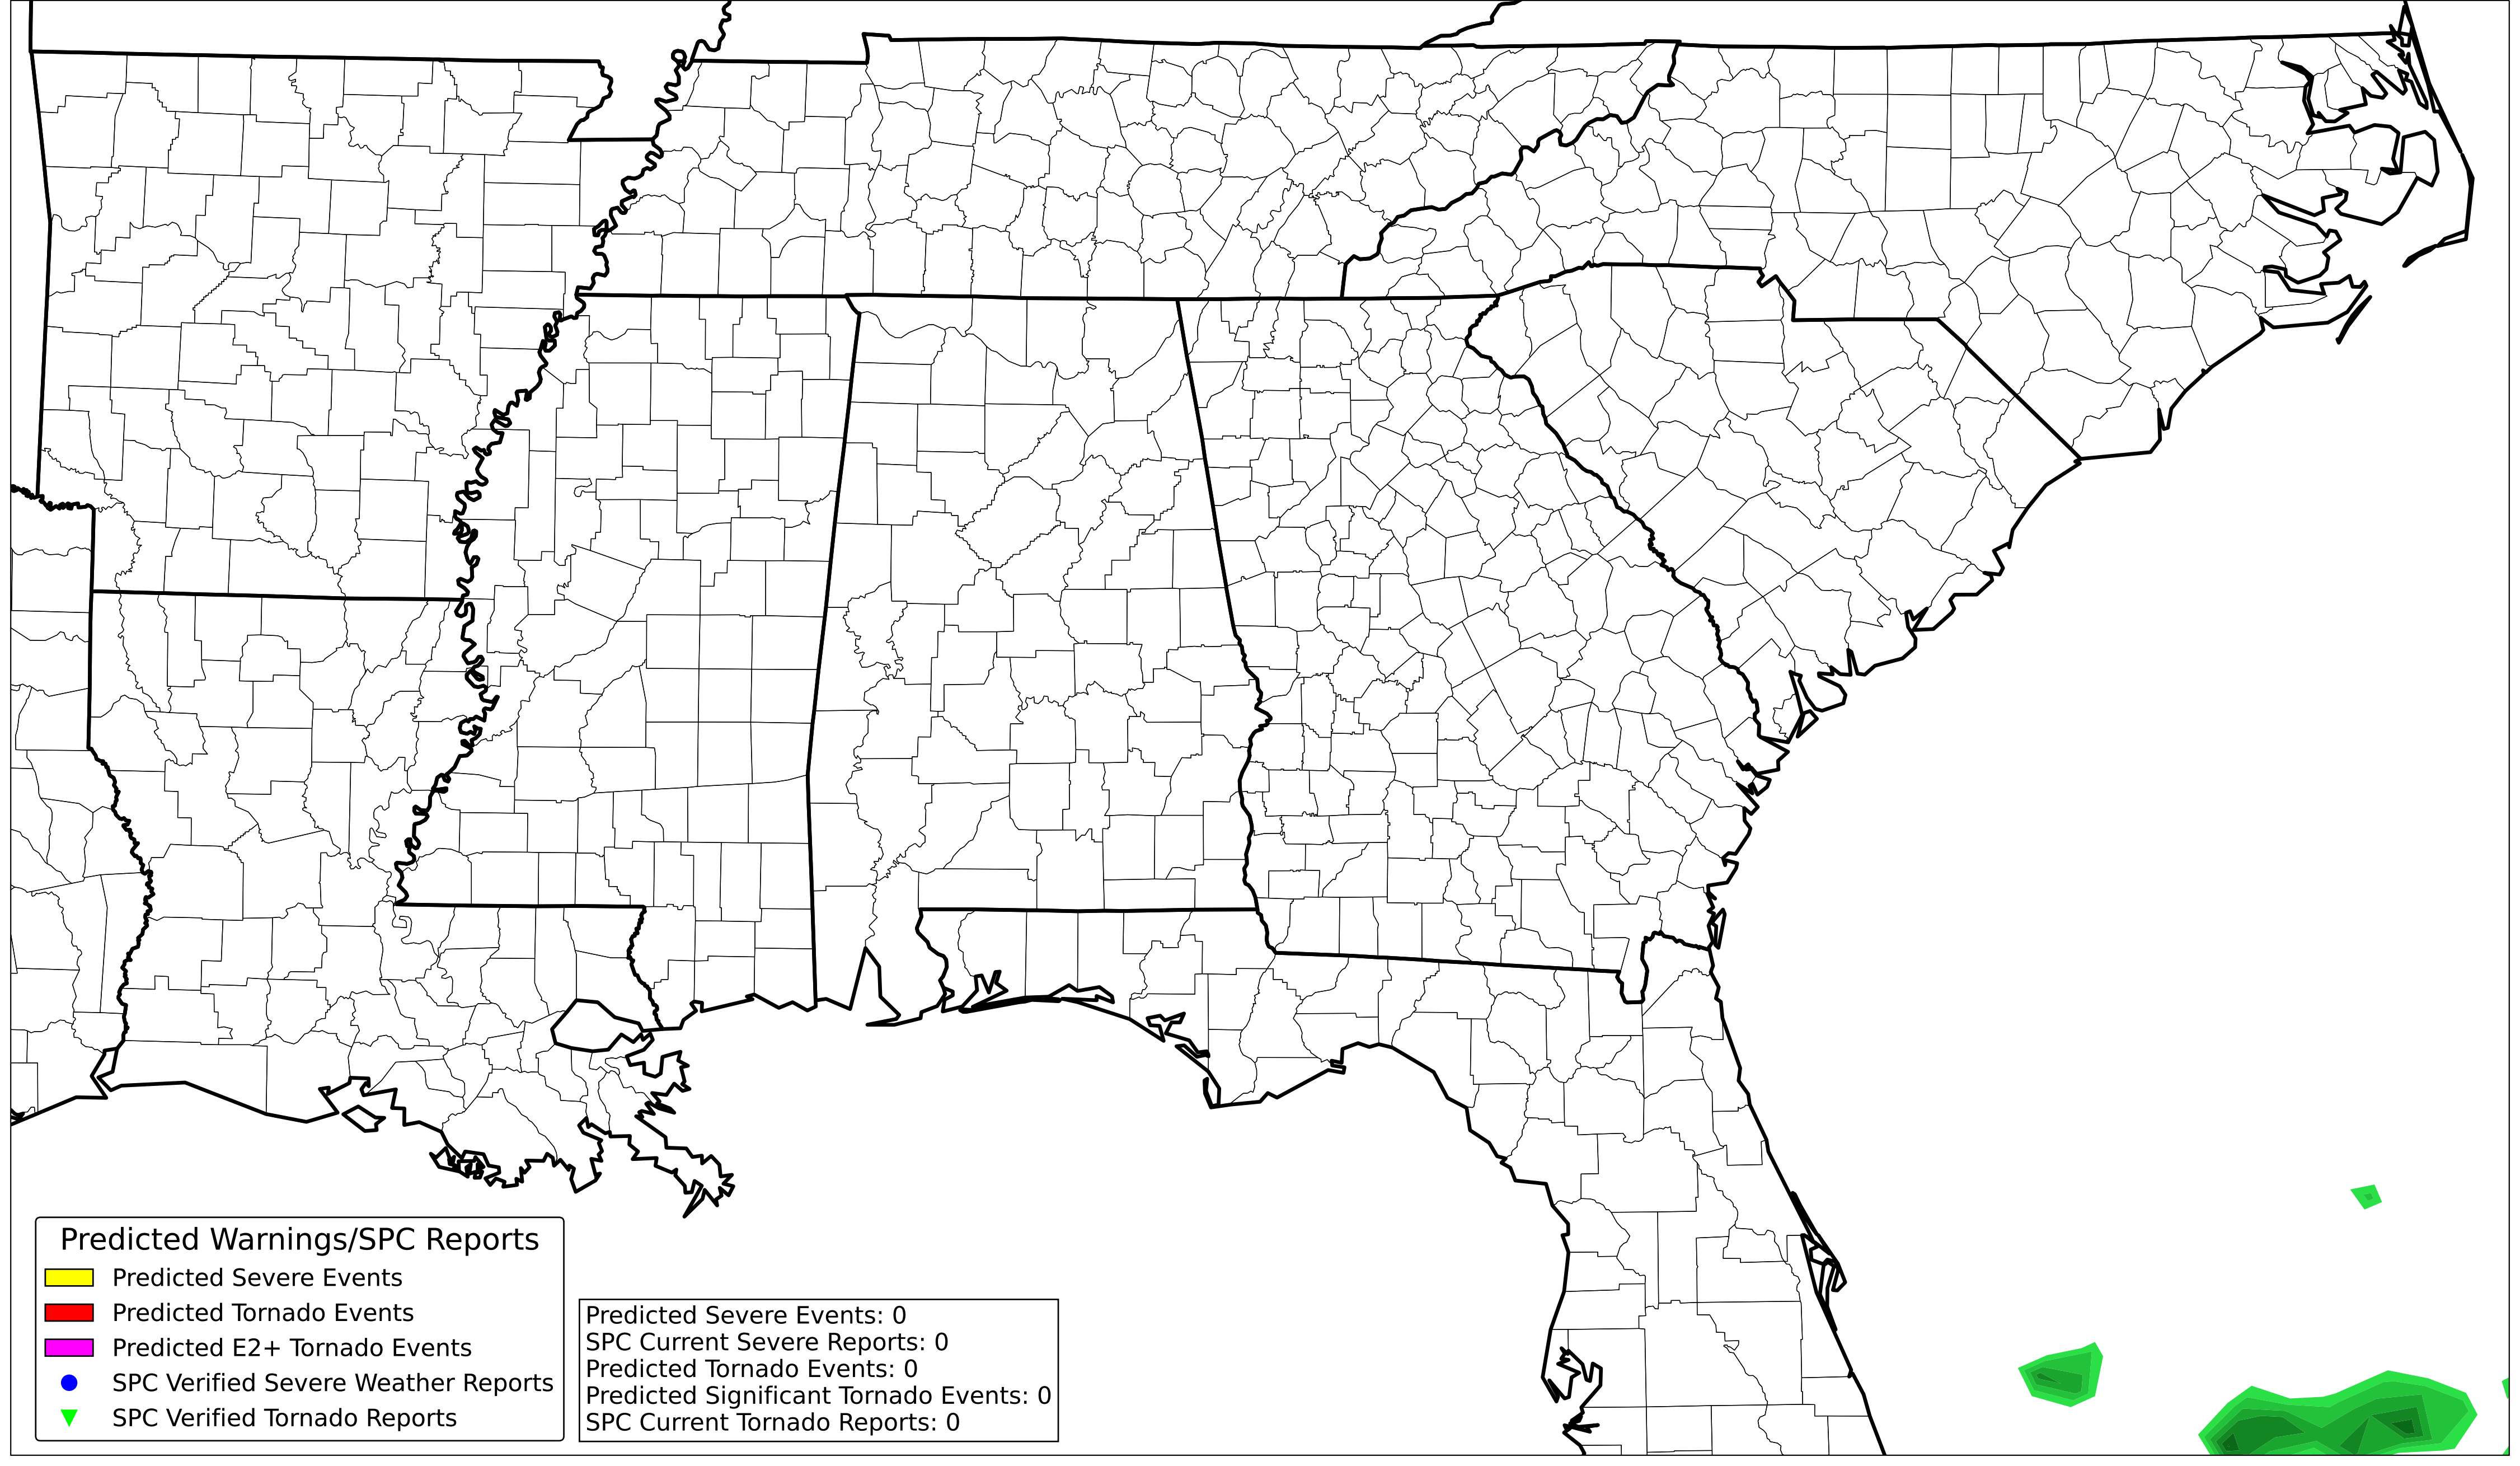 Predicted Warnings/SPC Reports
Predicted Severe Events
Predicted Tornado Events
Predicted E2+ Tornado Events
SPC Verified Severe Weather Reports
SPC Verified Tornado Reports
Predicted Severe Events: 0
SPC Current Severe Reports: 0
Predicted Tornado Events: 0
Predicted Significant Tornado Events: 0
SPC Current Tornado Reports: 0